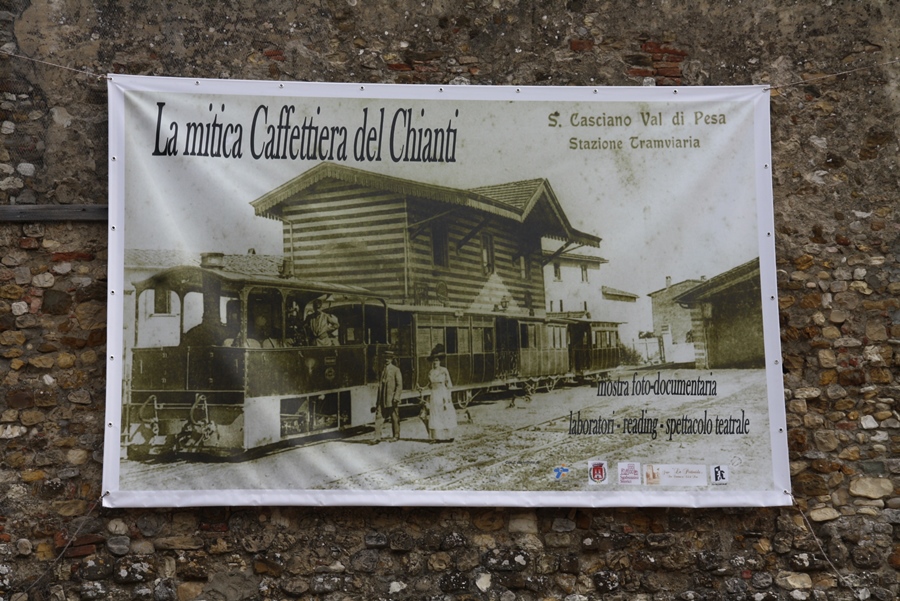 La mitica Caffettiera del Chianti
S. Casciano Val di Pesa
Stazione Tramviaria
mostra foto-documentaria
laboratori - reading - spettacolo teatrale